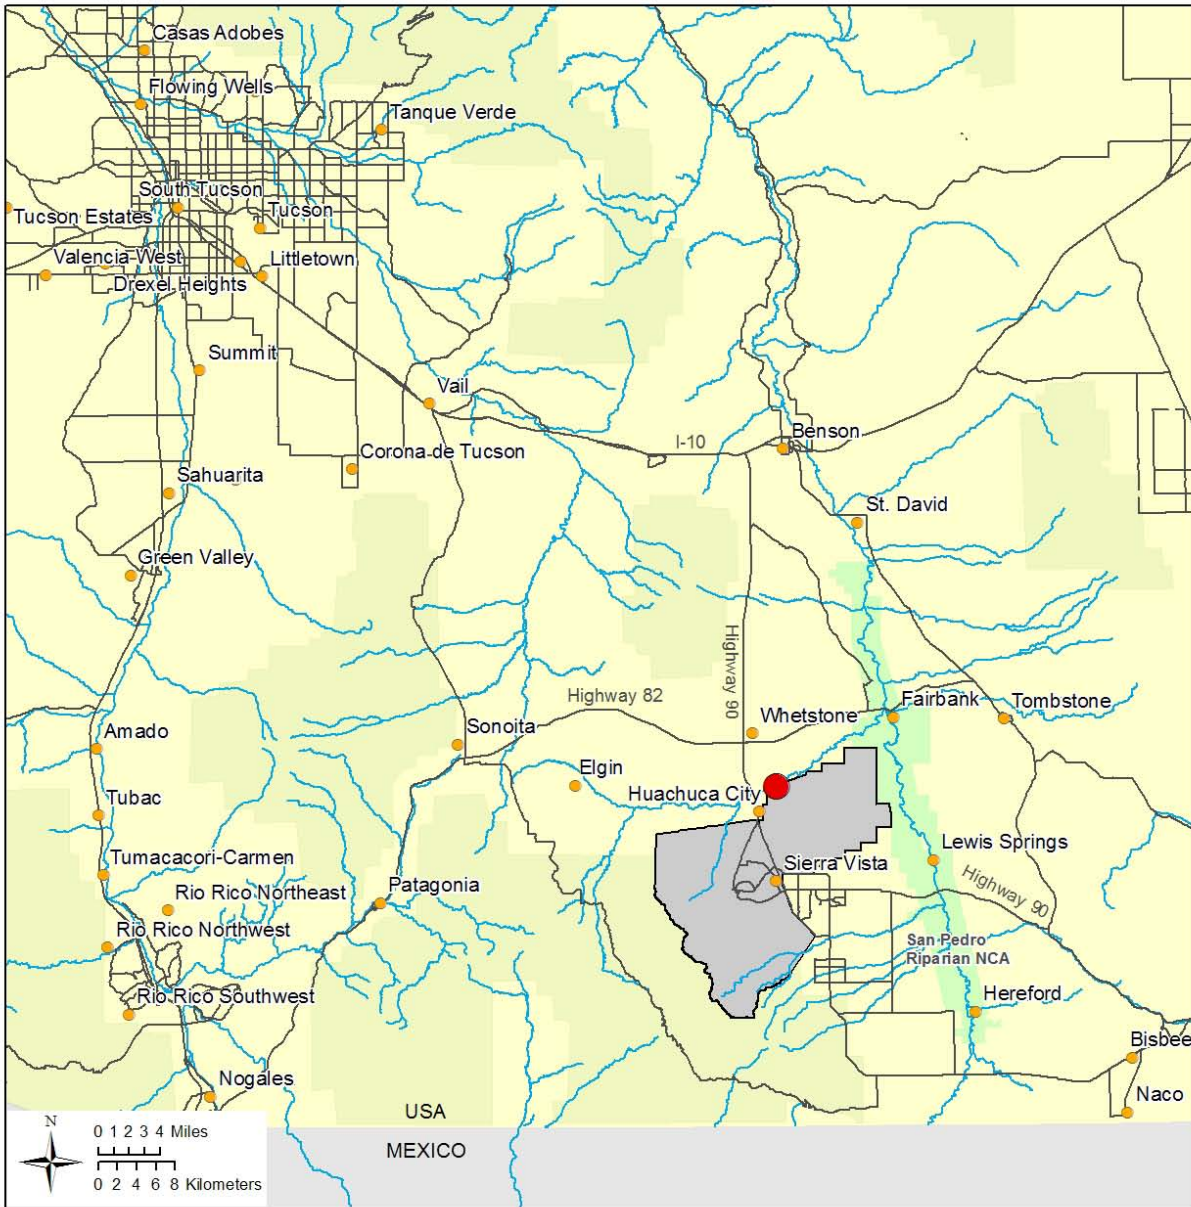 Casas Adobes
Flowing Wells
Tanque Verde
South Tucson
Tucson Estates
Tucson
Valencia West
Littletown
Drexel Heights
Summit
Vail
I-10
Benson
Corona de Tucson
Sahuarita
St. David
Green Valley
Highway 90
Highway 82
Fairbank
Tombstone
Whetstone
Sonoita
Amado
Elgin
Huachuca City
Tubac
Lewis Springs
Tumacacori-Carmen
Sierra Vista
Highway 90
Patagonia
Rio Rico Northeast
Rio Rico Northwest
San Pedro
Riparian NCA
Rio Rico Southwest
Hereford
Bisbee
Nogales
Naco
USA
MEXICO
N
0 1 2 3 4 Miles
0 2 4 6 8 Kilometers